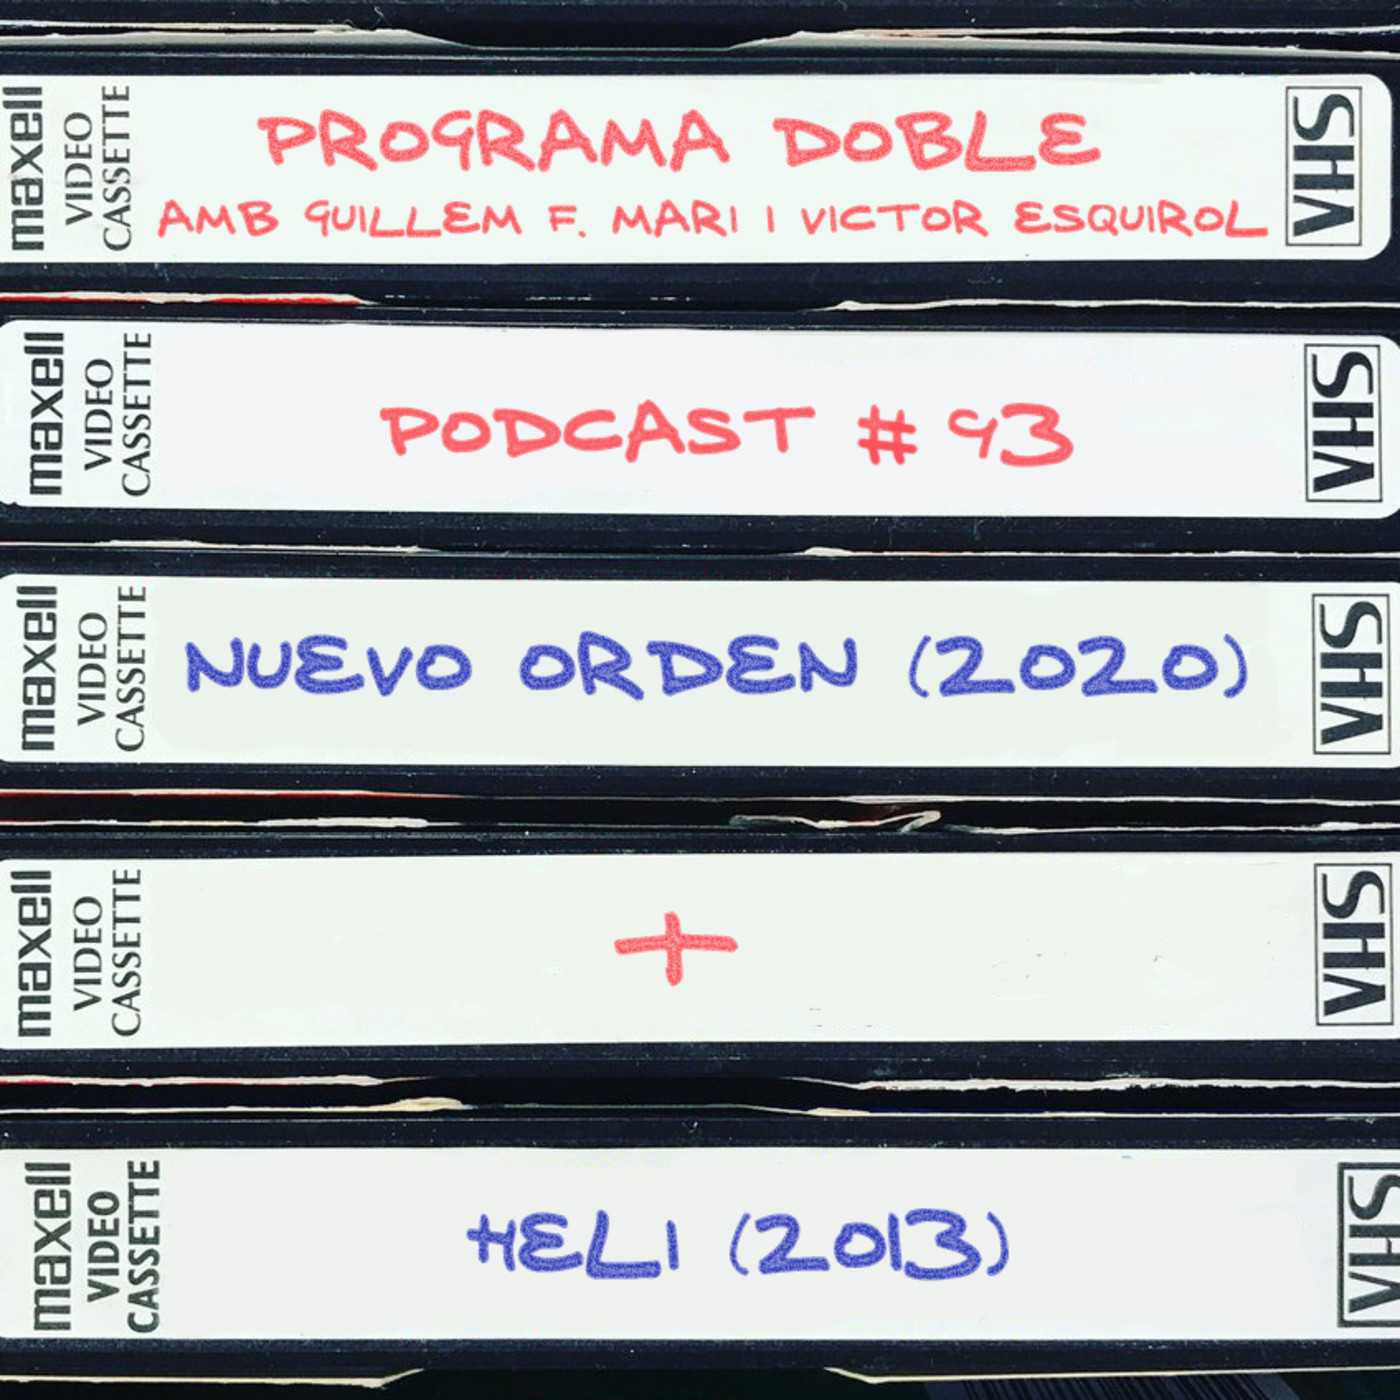 maxell
VIDEO
CASSETTE
PROGRAMA DOBLE
AMB GUILLEM F. MARI I VICTOR ESQUIROL
VHS
maxell
VIDEO
CASSETTE
PODCAST # 93
VHS
maxell
VIDEO
CASSETTE
NUEVO ORDEN (2020)
VHS
maxell
VIDEO
CASSETTE
+
VHS
maxell
VIDEO
CASSETTE
HELI (2013)
VHS